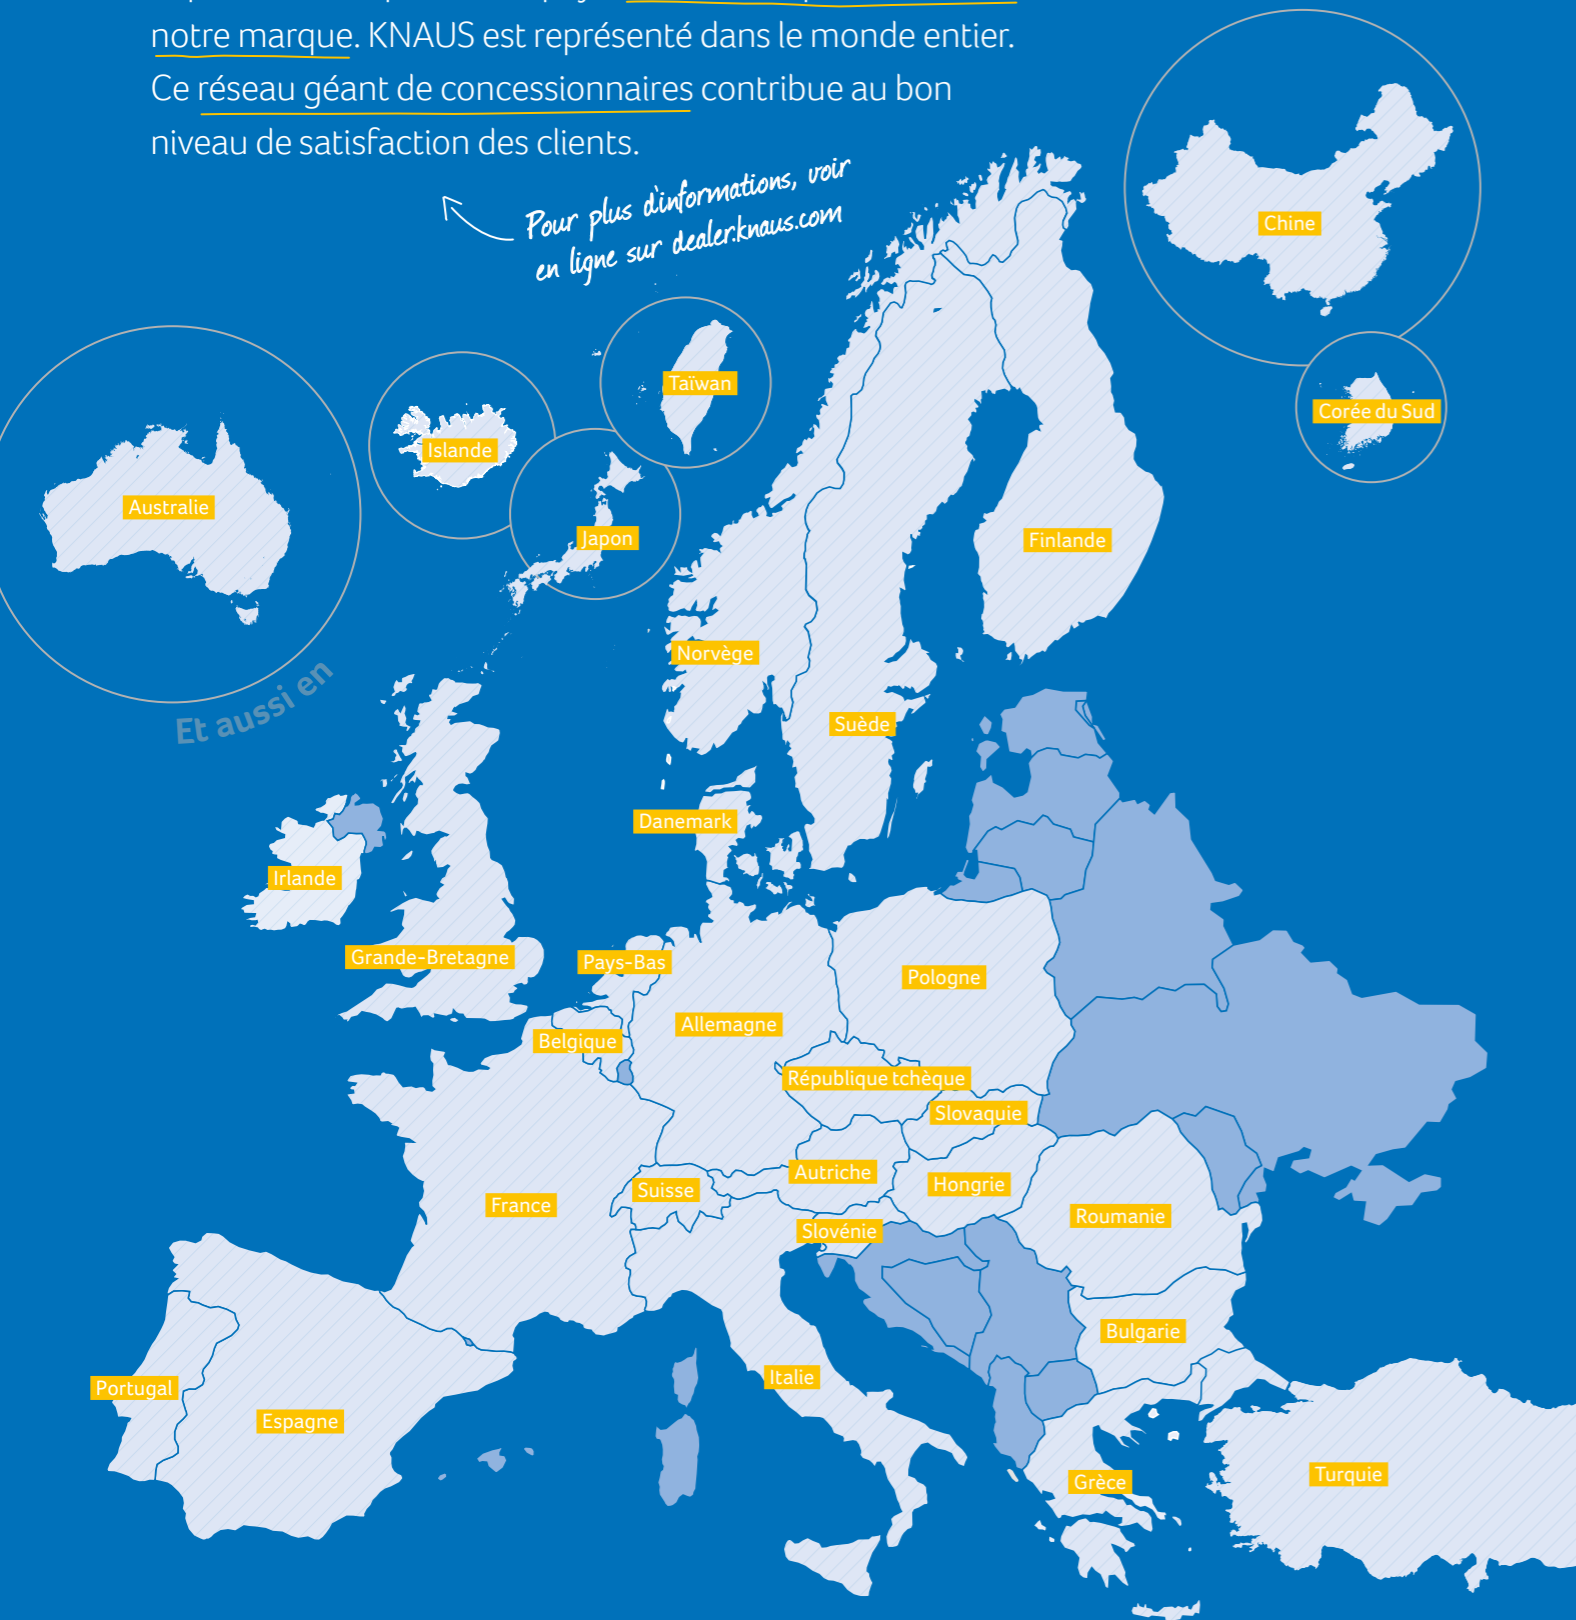 notre marque. KNAUS est représenté dans le monde entier.
Ce réseau géant de concessionnaires contribue au bon
niveau de satisfaction des clients.
Pour plus d'informations, voir
en ligne sur dealer.knaus.com
Chine
Taïwan
Corée du Sud
Islande
Australie
Japon
Finlande
Norvège
Et aussi en
Suède
Danemark
Irlande
Grande-Bretagne
Pays-Bas
Pologne
Allemagne
Belgique
République tchèque
Slovaquie
Autriche
Hongrie
Suisse
France
Roumanie
Slovénie
Bulgarie
Italie
Portugal
Espagne
Turquie
Grèce